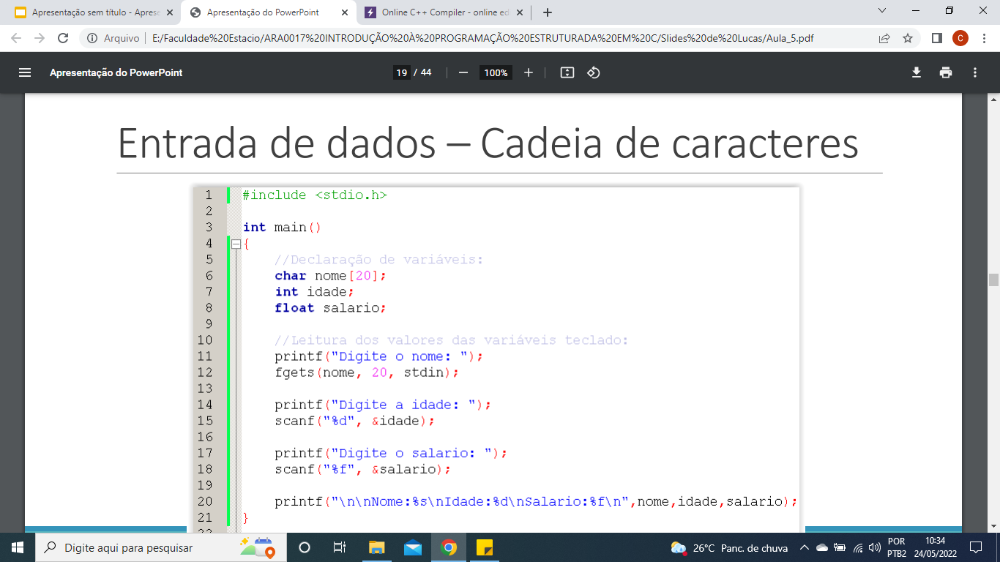 Apresentação sem título - Aprese
Apresentação do PowerPoint
Online C++ Compiler - online ed
Arquivo
E:/Faculdade%20Estacio/ARA0017%20INTRODUÇÃO%20À%20PROGRAMAÇÃO%20ESTRUTURADA%20EM%20C/Slides%20de%20Lucas/Aula_5.pdf
C
Apresentação do PowerPoint
19 / 44
100%
Entrada de dados – Cadeia de caracteres
1 #include <stdio.h>
2
3 int main()
4 {
5 //Declaração de variáveis:
6 char nome[20];
7 int idade;
8 float salario;
9
10 //Leitura dos valores das variáveis teclado:
11 printf("Digite o nome: ");
12 fgets(nome, 20, stdin);
13
14 printf("Digite a idade: ");
15 scanf("%d", &idade);
16
17 printf("Digite o salario: ");
18 scanf("%f", &salario);
19
20 printf("\n\nNome:%s\nIdade:%d\nSalario:%f\n",nome,idade,salario);
21 }
Digite aqui para pesquisar
26°C Panc. de chuva
POR
PTB2
10:34
24/05/2022